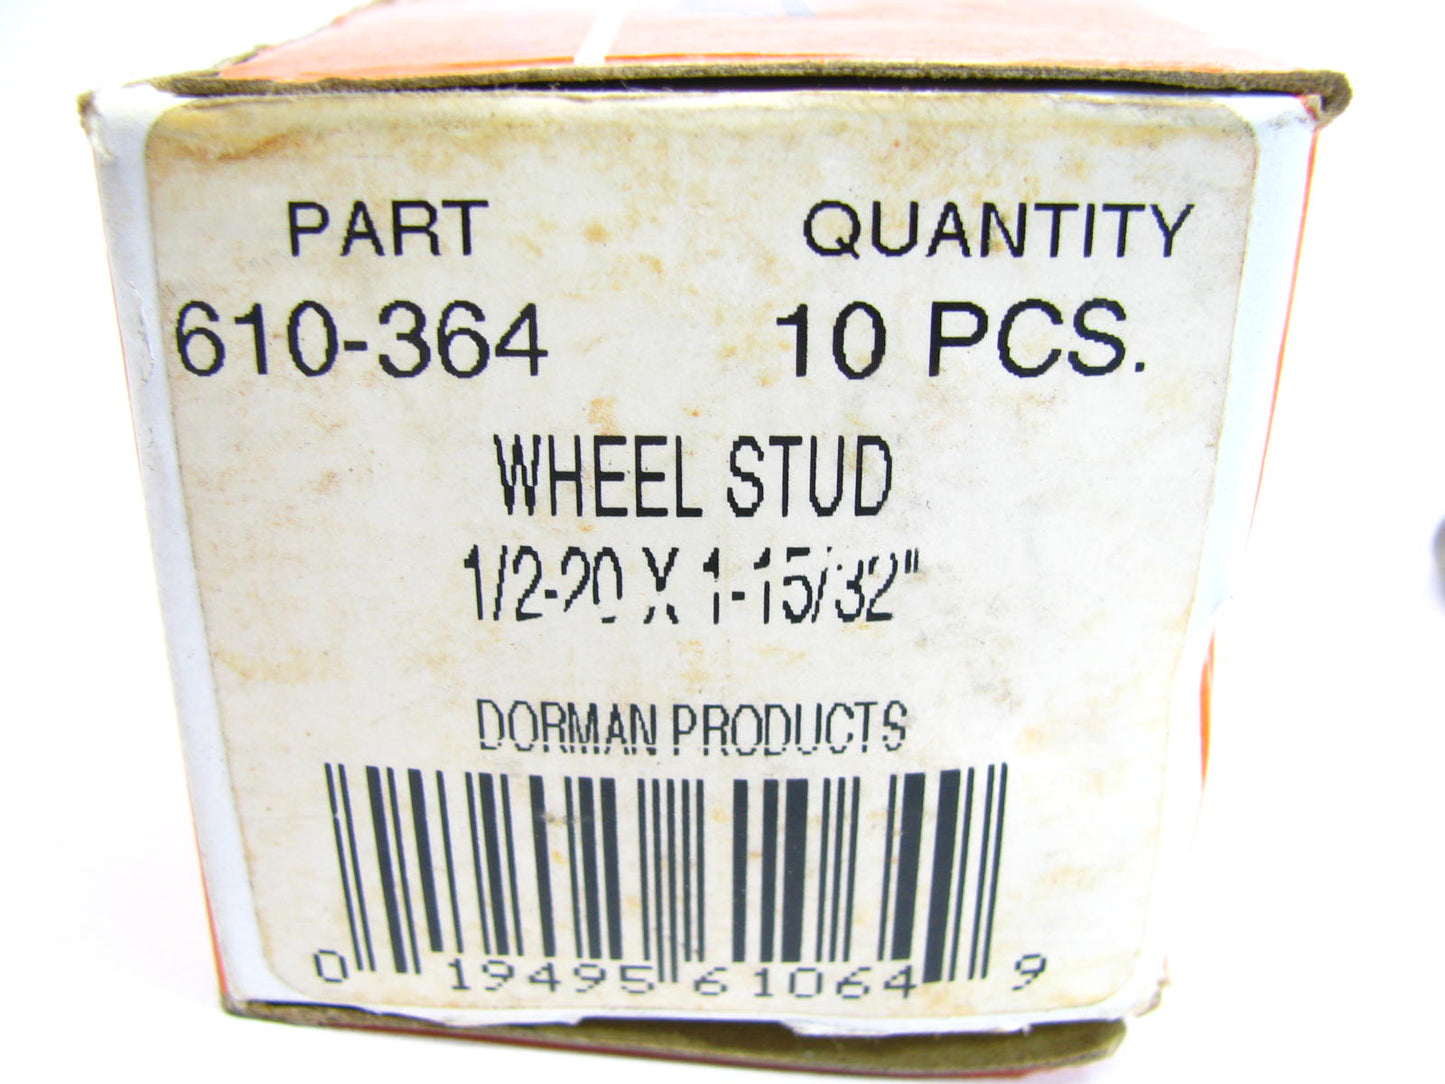 PART QUANTITY
610-364 10 PCS.
WHEEL STUD
1/2-20 X 1-15/32"
DORMAN PRODUCTS
0 19495 61064 9